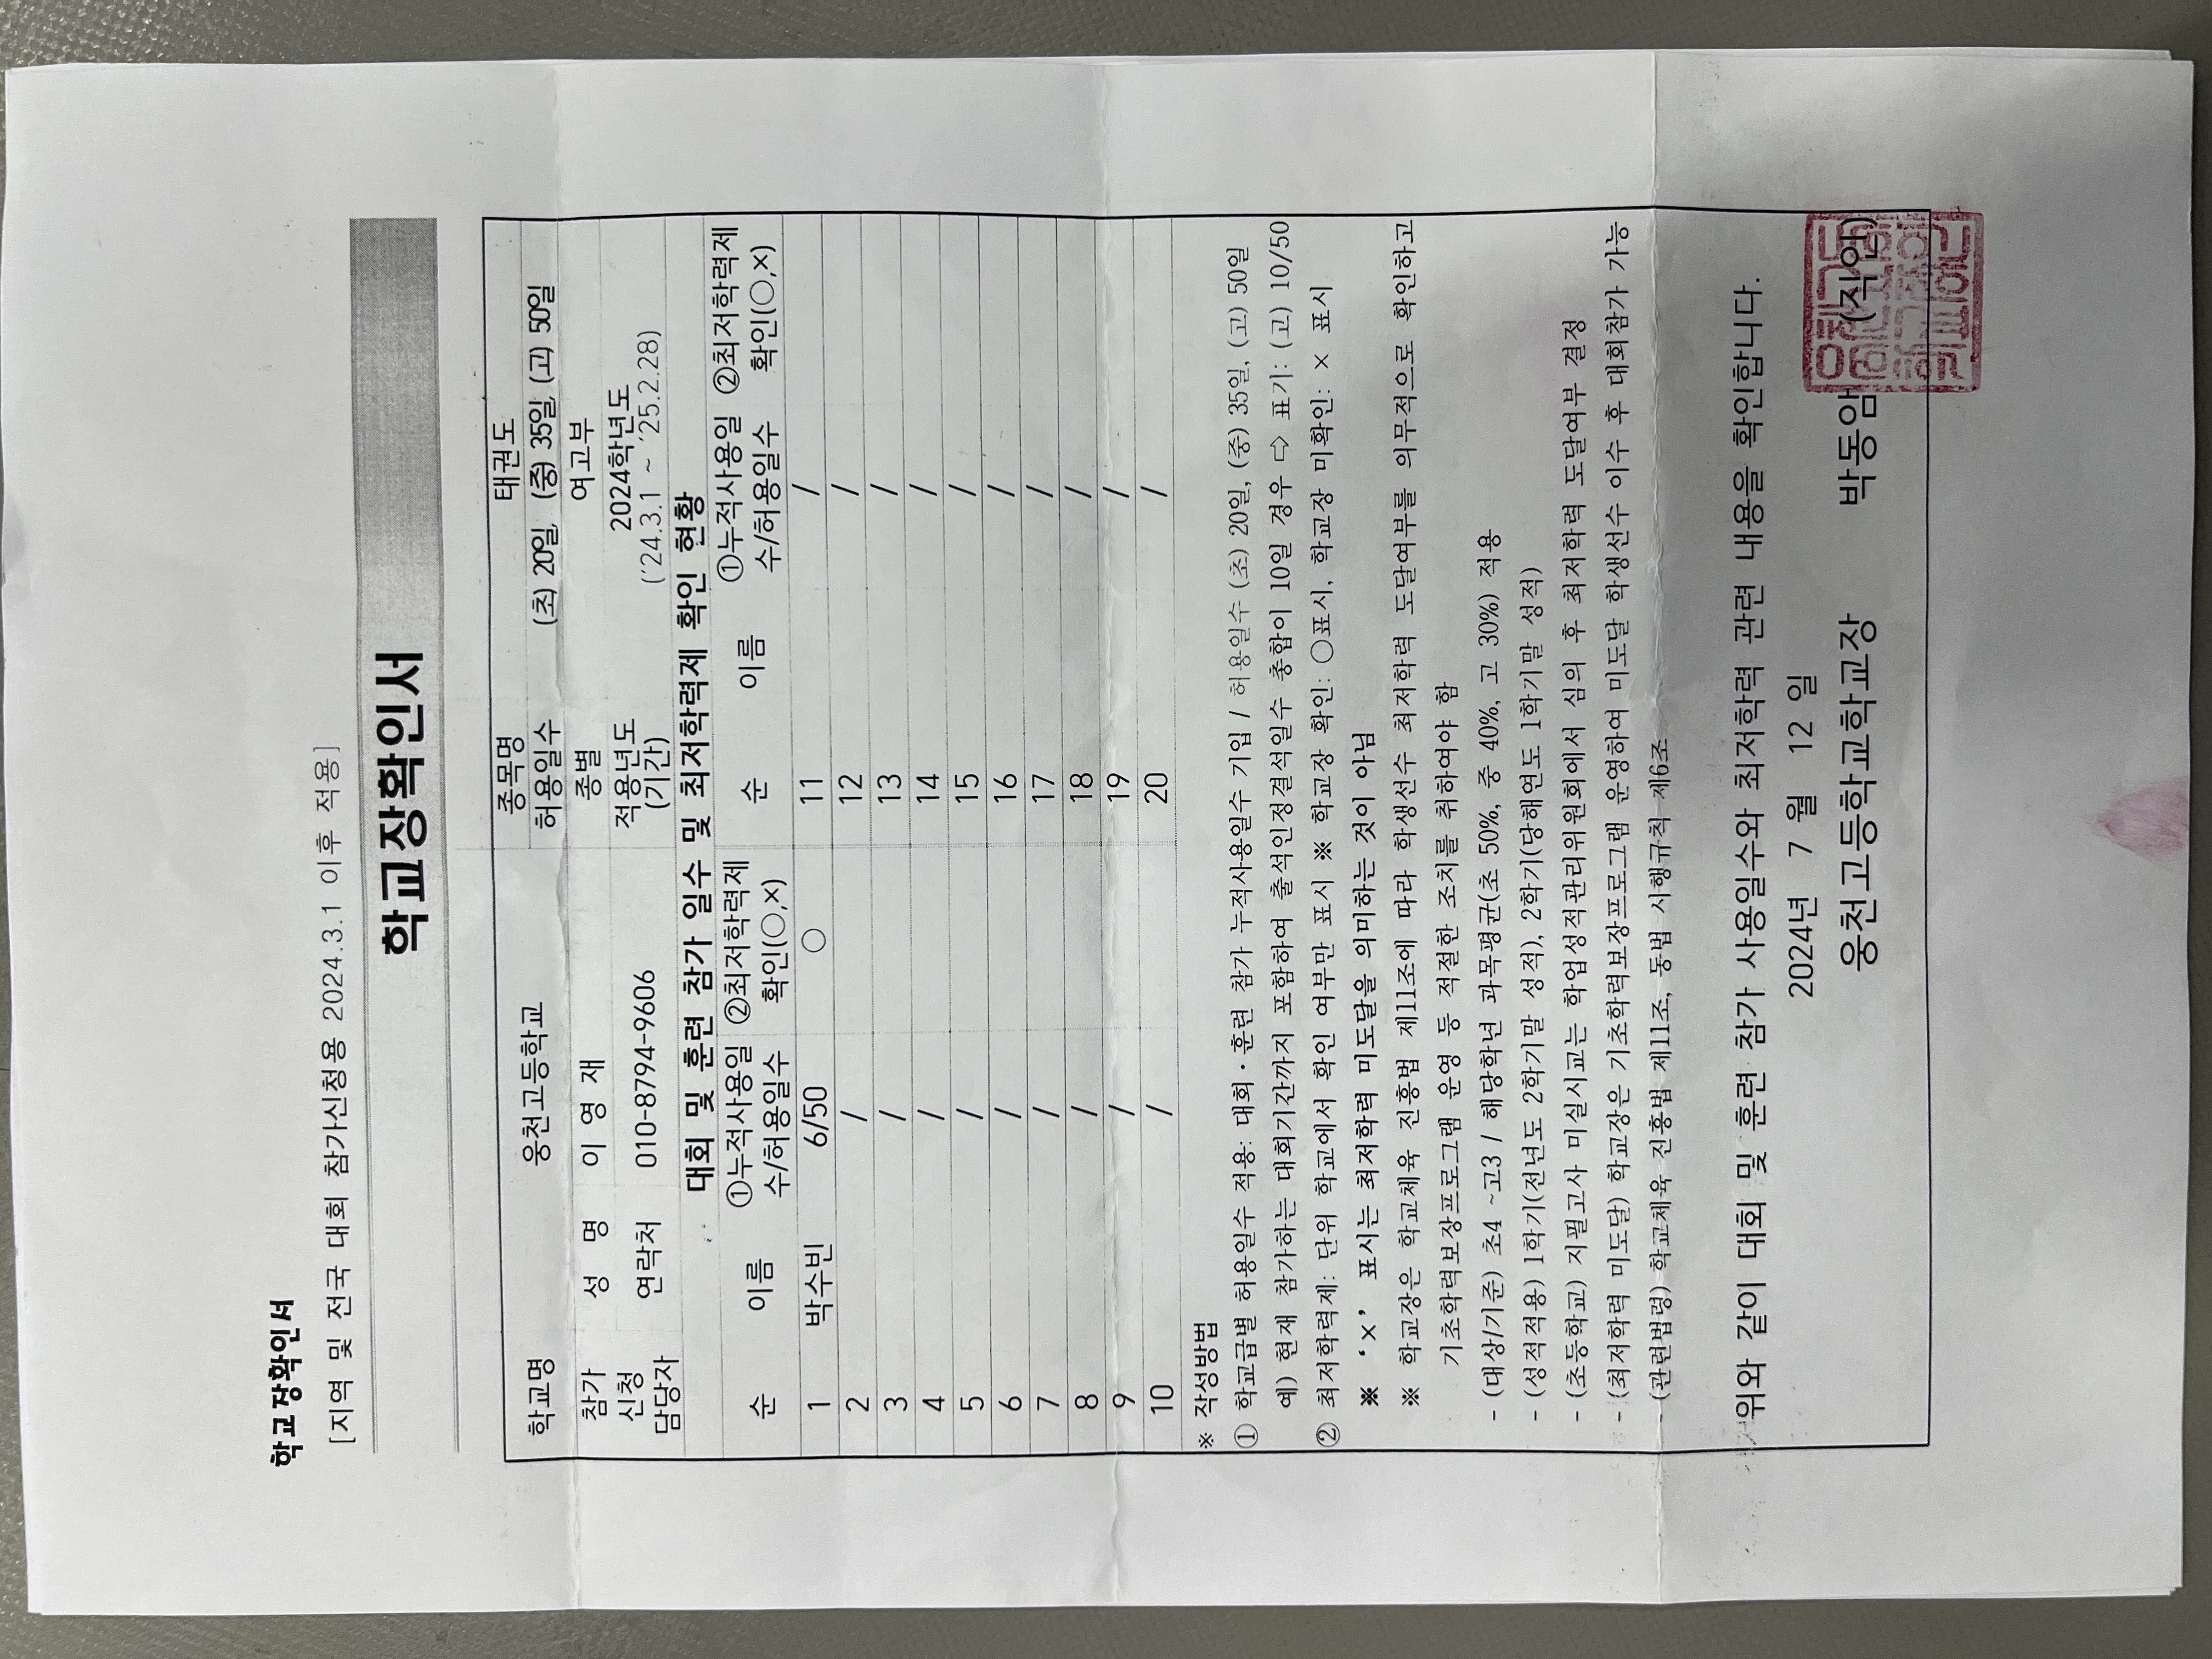 학교장확인서
[지역 및 전국 대회 참가신청용 2024.3.1 이후 적용]
학교장확인서
학교명 웅천고등학교 종목명 태권도
허용일수 (초) 20일, (중) 35일, (고) 50일
참가 신청 담당자 성 명 이 영 재 종별 여고부
연락처 010-8794-9606 적용년도 (기간) 2024학년도 ('24.3.1 ~ '25.2.28)
대회 및 훈련 참가 일수 및 최저학력제 확인 현황
순 이름 ①누적사용일수/허용일수 ②최저학력제 확인(○,×) 순 이름 ①누적사용일수/허용일수 ②최저학력제 확인(○,×)
1 박수빈 6/50 ○ 11 /
2 / 12 /
3 / 13 /
4 / 14 /
5 / 15 /
6 / 16 /
7 / 17 /
8 / 18 /
9 / 19 /
10 / 20 /
※ 작성방법
① 학교급별 허용일수 적용: 대회·훈련 참가 누적사용일수 기입 / 허용일수 (초) 20일, (중) 35일, (고) 50일
예) 현재 참가하는 대회기간까지 포함하여 출석인정결석일수 총합이 10일 경우 ⇨ 표기: (고) 10/50
② 최저학력제: 단위 학교에서 확인 여부만 표시 ※ 학교장 확인: ○표시, 학교장 미확인: × 표시
※ '×' 표시는 최저학력 미도달을 의미하는 것이 아님
※ 학교장은 학교체육 진흥법 제11조에 따라 학생선수 최저학력 도달여부를 의무적으로 확인하고
기초학력보장프로그램 운영 등 적절한 조치를 취하여야 함
- (대상/기준) 초4 ~고3 / 해당학년 과목평균(초 50%, 중 40%, 고 30%) 적용
- (성적적용) 1학기(전년도 2학기말 성적), 2학기(당해연도 1학기말 성적)
- (초등학교) 지필고사 미실시교는 학업성적관리위원회에서 심의 후 최저학력 도달여부 결정
- (최저학력 미도달) 학교장은 기초학력보장프로그램 운영하여 미도달 학생선수 이수 후 대회참가 가능
- (관련법령) 학교체육 진흥법 제11조, 동법 시행규칙 제6조
위와 같이 대회 및 훈련 참가 사용일수와 최저학력 관련 내용을 확인합니다.
2024년 7 월 12 일
웅천고등학교학교장 박동암 (직인)